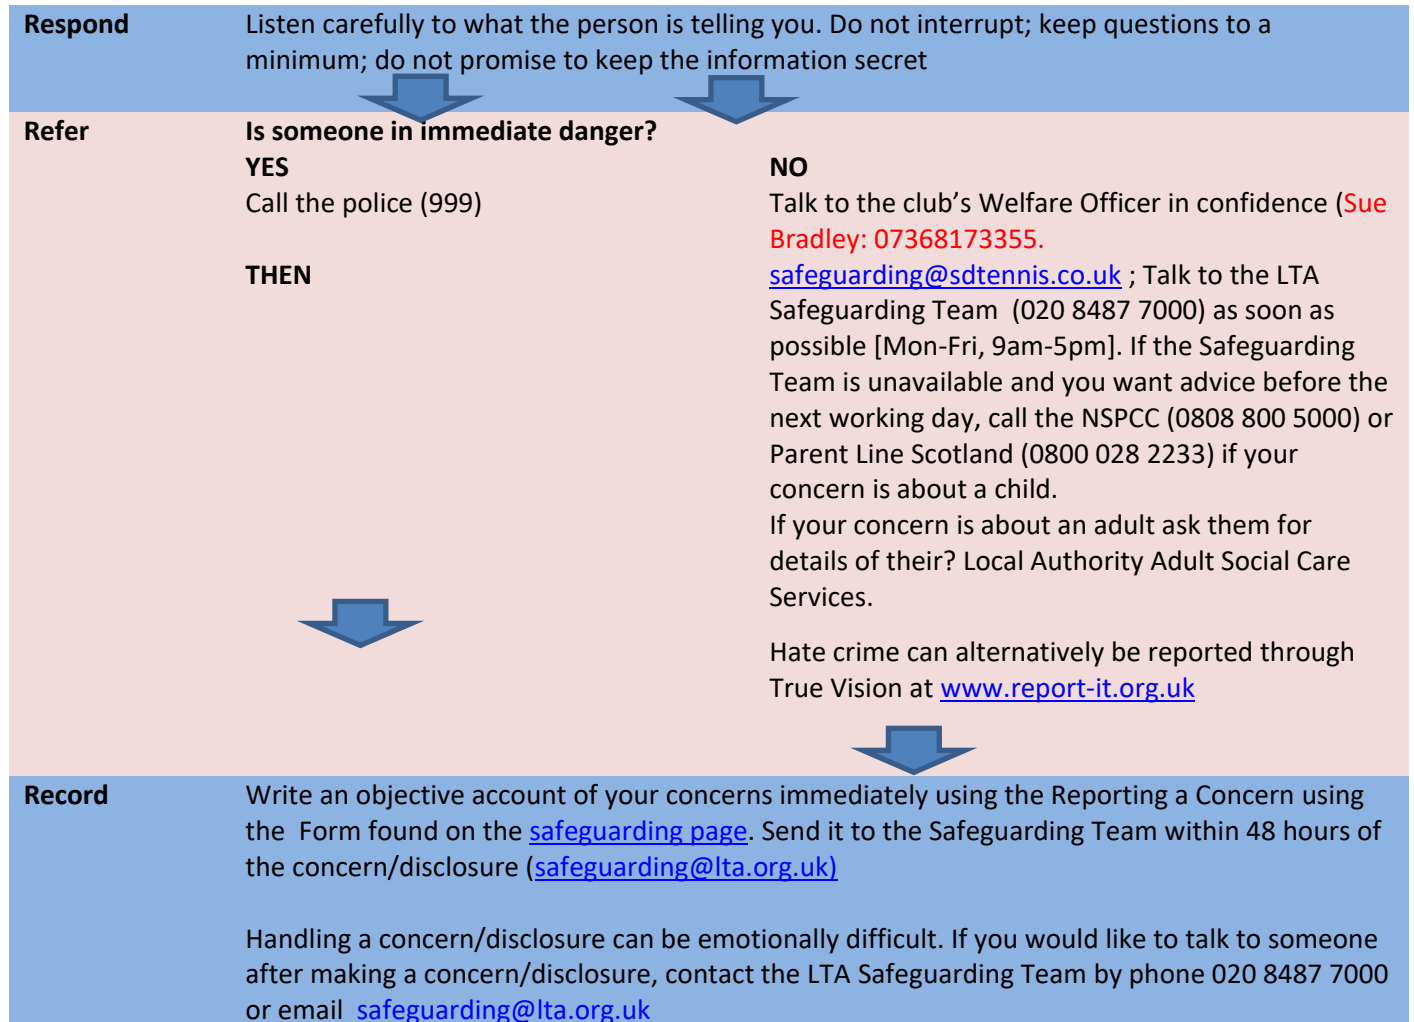 Respond
Listen carefully to what the person is telling you. Do not interrupt; keep questions to a
minimum; do not promise to keep the information secret
Refer
Is someone in immediate danger?
YES
Call the police (999)
THEN
NO
Talk to the club’s Welfare Officer in confidence (Sue
Bradley: 07368173355.
safeguarding@sdtennis.co.uk ; Talk to the LTA
Safeguarding Team (020 8487 7000) as soon as
possible [Mon-Fri, 9am-5pm]. If the Safeguarding
Team is unavailable and you want advice before the
next working day, call the NSPCC (0808 800 5000) or
Parent Line Scotland (0800 028 2233) if your
concern is about a child.
If your concern is about an adult ask them for
details of their? Local Authority Adult Social Care
Services.
Hate crime can alternatively be reported through
True Vision at www.report-it.org.uk
Record
Write an objective account of your concerns immediately using the Reporting a Concern using
the Form found on the safeguarding page. Send it to the Safeguarding Team within 48 hours of
the concern/disclosure (safeguarding@lta.org.uk)
Handling a concern/disclosure can be emotionally difficult. If you would like to talk to someone
after making a concern/disclosure, contact the LTA Safeguarding Team by phone 020 8487 7000
or email safeguarding@lta.org.uk